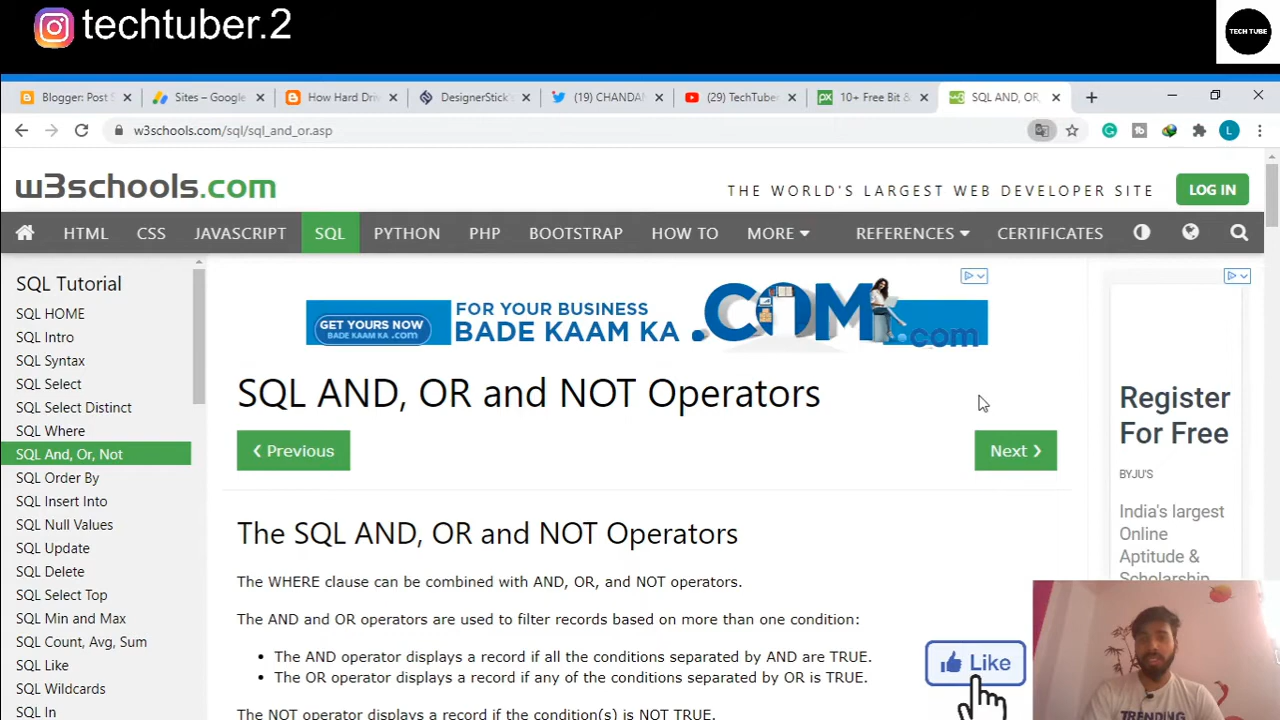 techtuber.2
TECH TUBE
Blogger: Post S
Sites – Google
How Hard Driv
DesignerStick's
(19) CHANDAN
(29) TechTuber
10+ Free Bit &
SQL AND, OR,
w3schools.com/sql/sql_and_or.asp
L
w3schools.com
THE WORLD'S LARGEST WEB DEVELOPER SITE
LOG IN
HTML CSS JAVASCRIPT SQL PYTHON PHP BOOTSTRAP HOW TO MORE REFERENCES CERTIFICATES
SQL Tutorial
SQL HOME
SQL Intro
SQL Syntax
SQL Select
SQL Select Distinct
SQL Where
SQL And, Or, Not
SQL Order By
SQL Insert Into
SQL Null Values
SQL Update
SQL Delete
SQL Select Top
SQL Min and Max
SQL Count, Avg, Sum
SQL Like
SQL Wildcards
SQL In
GET YOURS NOW
BADE KAAM KA .com
FOR YOUR BUSINESS
BADE KAAM KA .COM
.com
SQL AND, OR and NOT Operators
❮ Previous
Next ❯
The SQL AND, OR and NOT Operators
The WHERE clause can be combined with AND, OR, and NOT operators.
The AND and OR operators are used to filter records based on more than one condition:
• The AND operator displays a record if all the conditions separated by AND are TRUE.
• The OR operator displays a record if any of the conditions separated by OR is TRUE.
The NOT operator displays a record if the condition(s) is NOT TRUE.
Register
For Free
BYJU'S
India's largest
Online
Aptitude &
Scholarship
Like
TRENDING